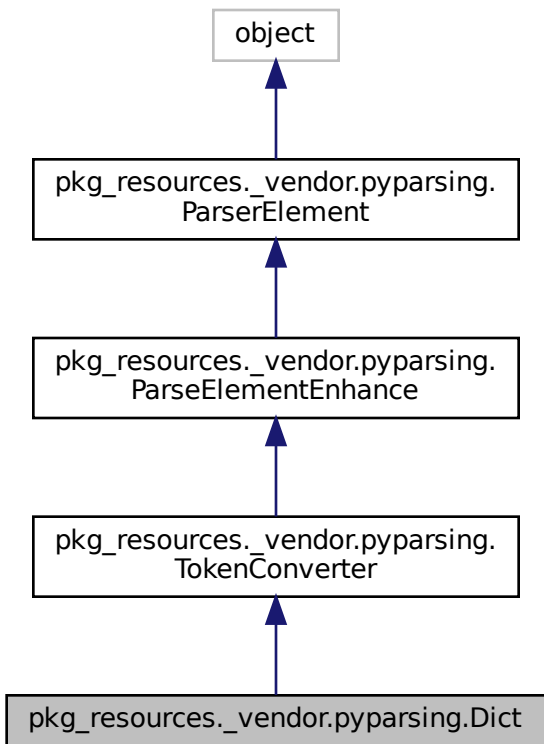 object
pkg_resources._vendor.pyparsing.
ParserElement
pkg_resources._vendor.pyparsing.
ParseElementEnhance
pkg_resources._vendor.pyparsing.
TokenConverter
pkg_resources._vendor.pyparsing.Dict